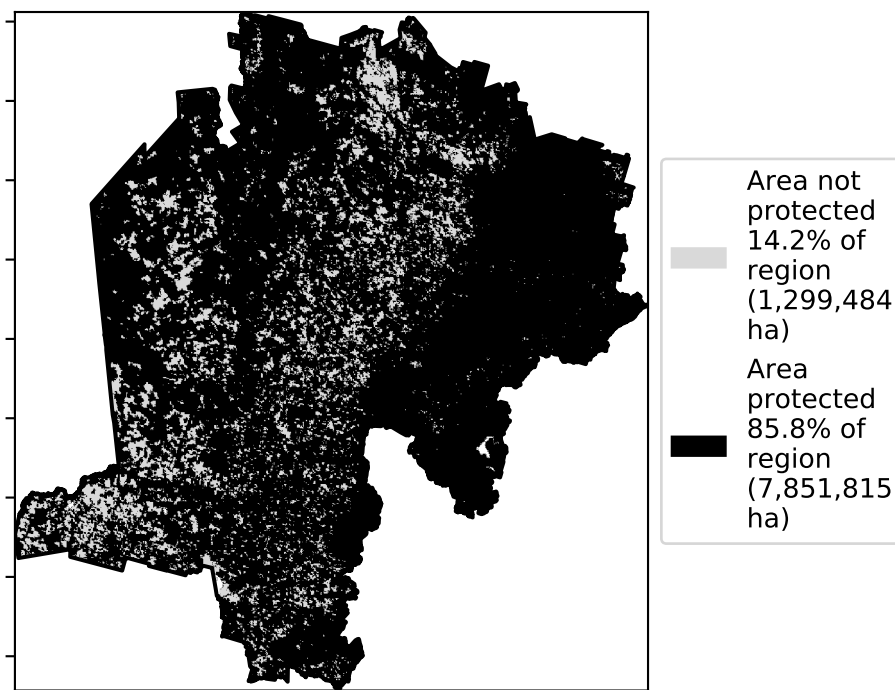 Area not
protected
14.2% of
region
(1,299,484
ha)
Area
protected
85.8% of
region
(7,851,815
ha)